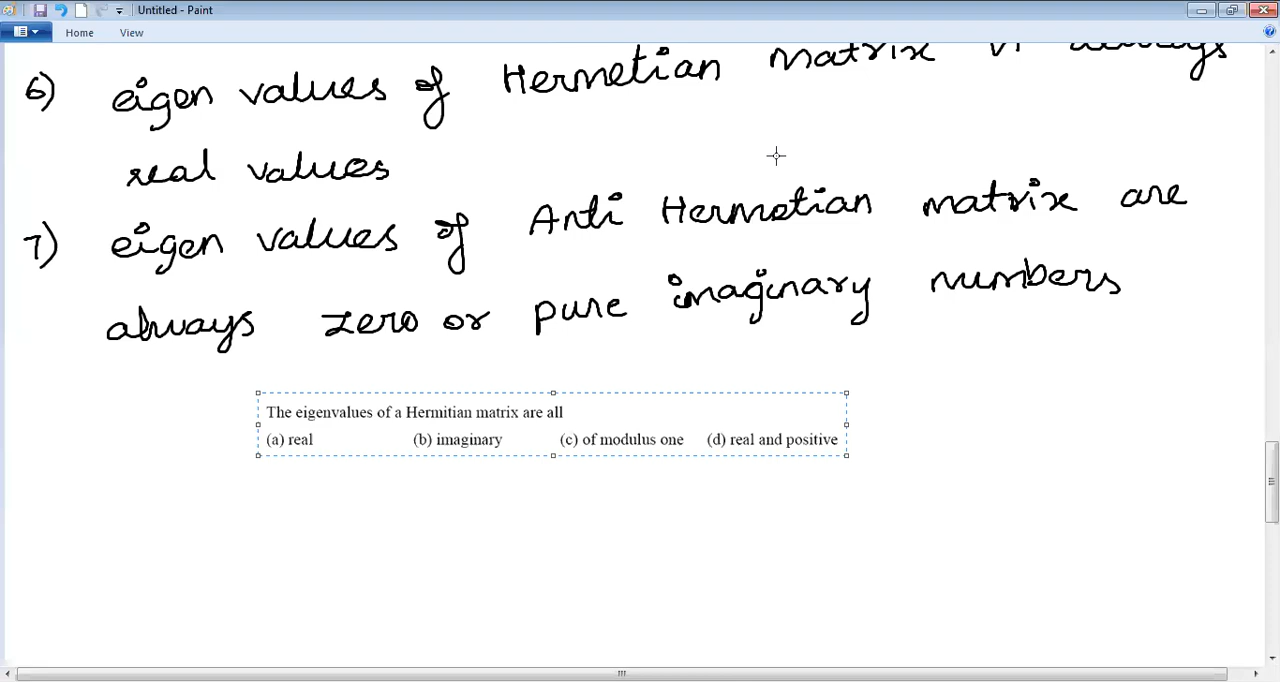 Untitled - Paint
Home View
6) eigen values of Hermetian matrix always
real values
7) eigen values of Anti Hermetian matrix are
always zero or pure imaginary numbers
The eigenvalues of a Hermitian matrix are all
(a) real (b) imaginary (c) of modulus one (d) real and positive